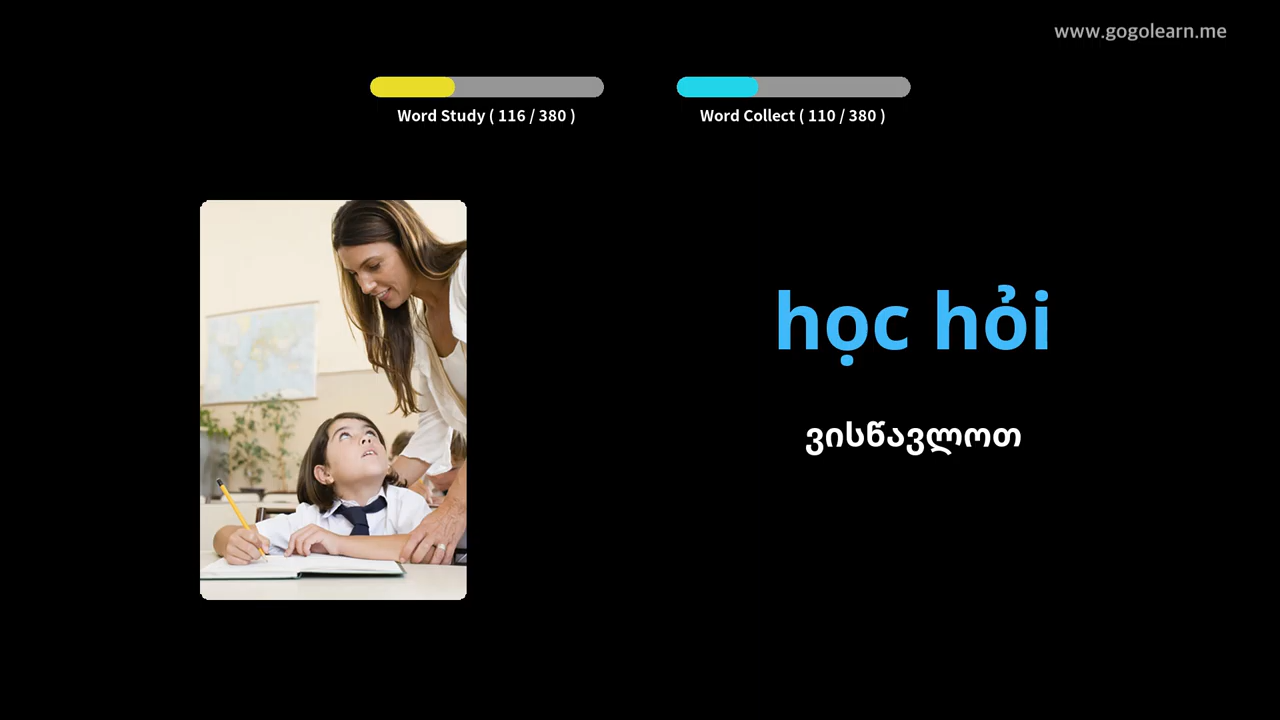 www.gogolearn.me
Word Study ( 116 / 380 )
Word Collect ( 110 / 380 )
học hỏi
ვისწავლოთ